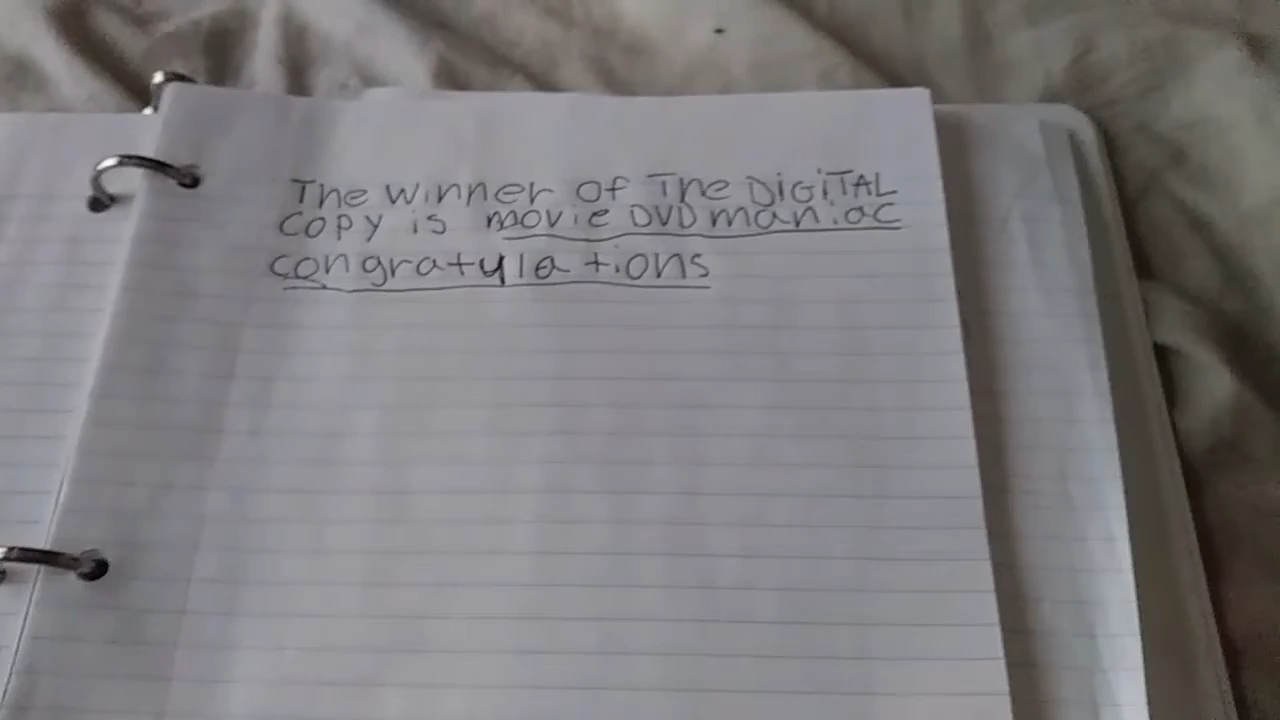 The winner of The DiGiTAL
COPY is movie DVD maniac
congratulations